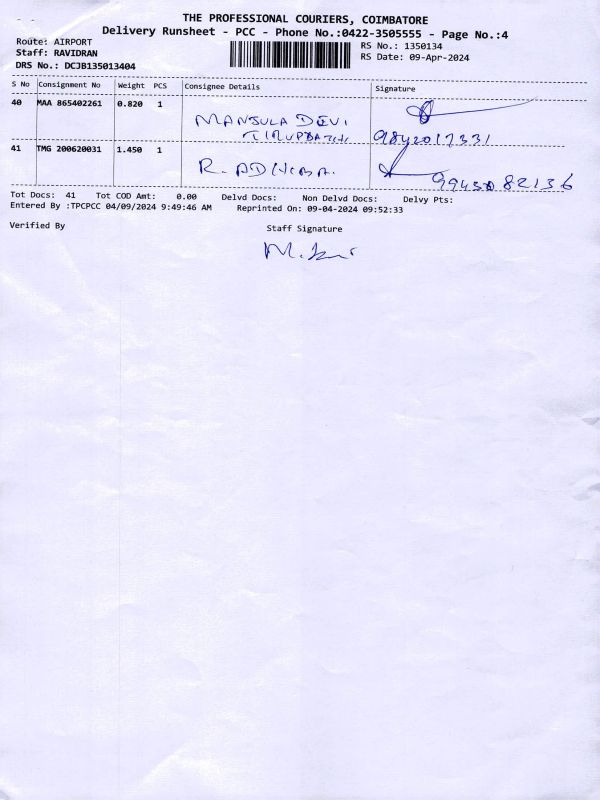 THE PROFESSIONAL COURIERS, COIMBATORE
Delivery Runsheet - PCC - Phone No.:0422-3505555 - Page No.:4
Route: AIRPORT
Staff: RAVIDRAN
DRS No.: DCJB135013404
RS No.: 1350134
RS Date: 09-Apr-2024
S No Consignment No Weight PCS Consignee Details Signature
40 MAA 865402261 0.820 1
MANJULA DEVI
9842017331
41 TMG 200620031 1.450 1
R.
82136
Tot Docs: 41 Tot COD Amt: 0.00 Delvd Docs: Non Delvd Docs: Delvy Pts:
Entered By :TPCPCC 04/09/2024 9:49:46 AM Reprinted On: 09-04-2024 09:52:33
Verified By Staff Signature